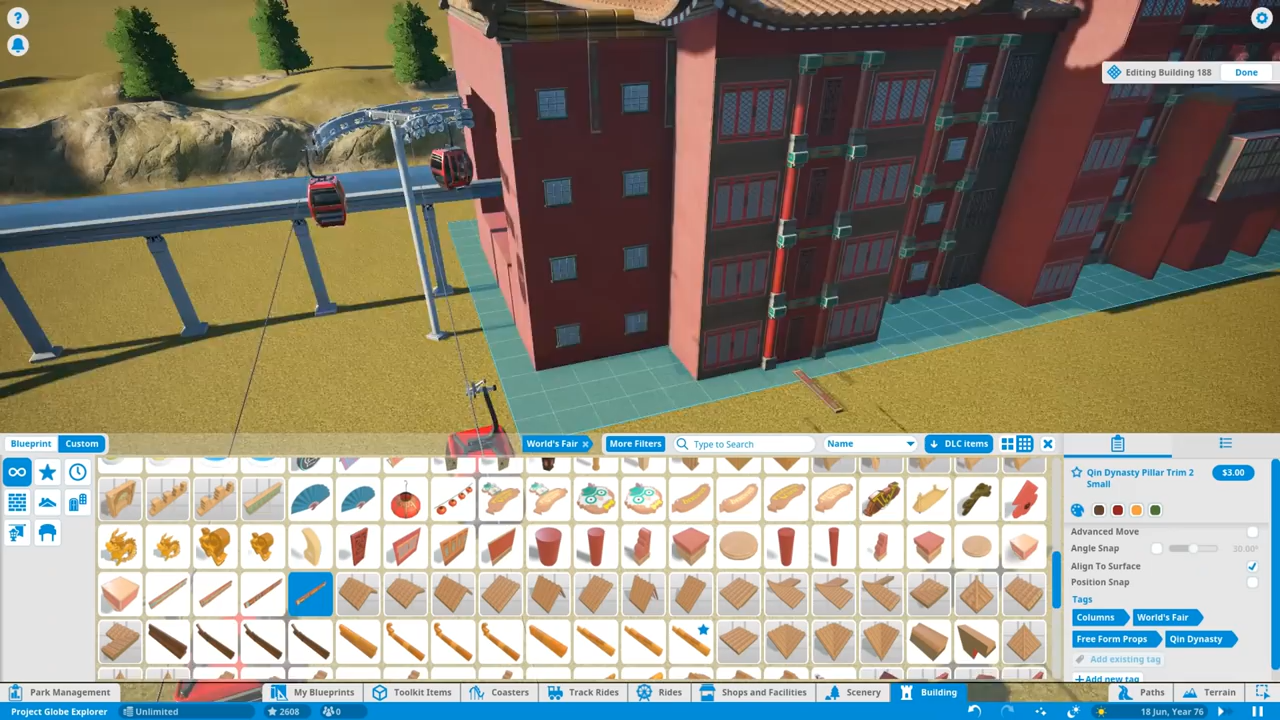 ?
Editing Building 188
Done
Blueprint
Custom
World's Fair ×
More Filters
Type to Search
Name
DLC items
Qin Dynasty Pillar Trim 2 Small
$3.00
Advanced Move
Angle Snap
30.00°
Align To Surface
Position Snap
Tags
Columns
World's Fair
Free Form Props
Qin Dynasty
Add existing tag
+Add new tag
Park Management
My Blueprints
Toolkit Items
Coasters
Track Rides
Rides
Shops and Facilities
Scenery
Building
Paths
Terrain
Project Globe Explorer
Unlimited
2608
0
18 Jun, Year 76